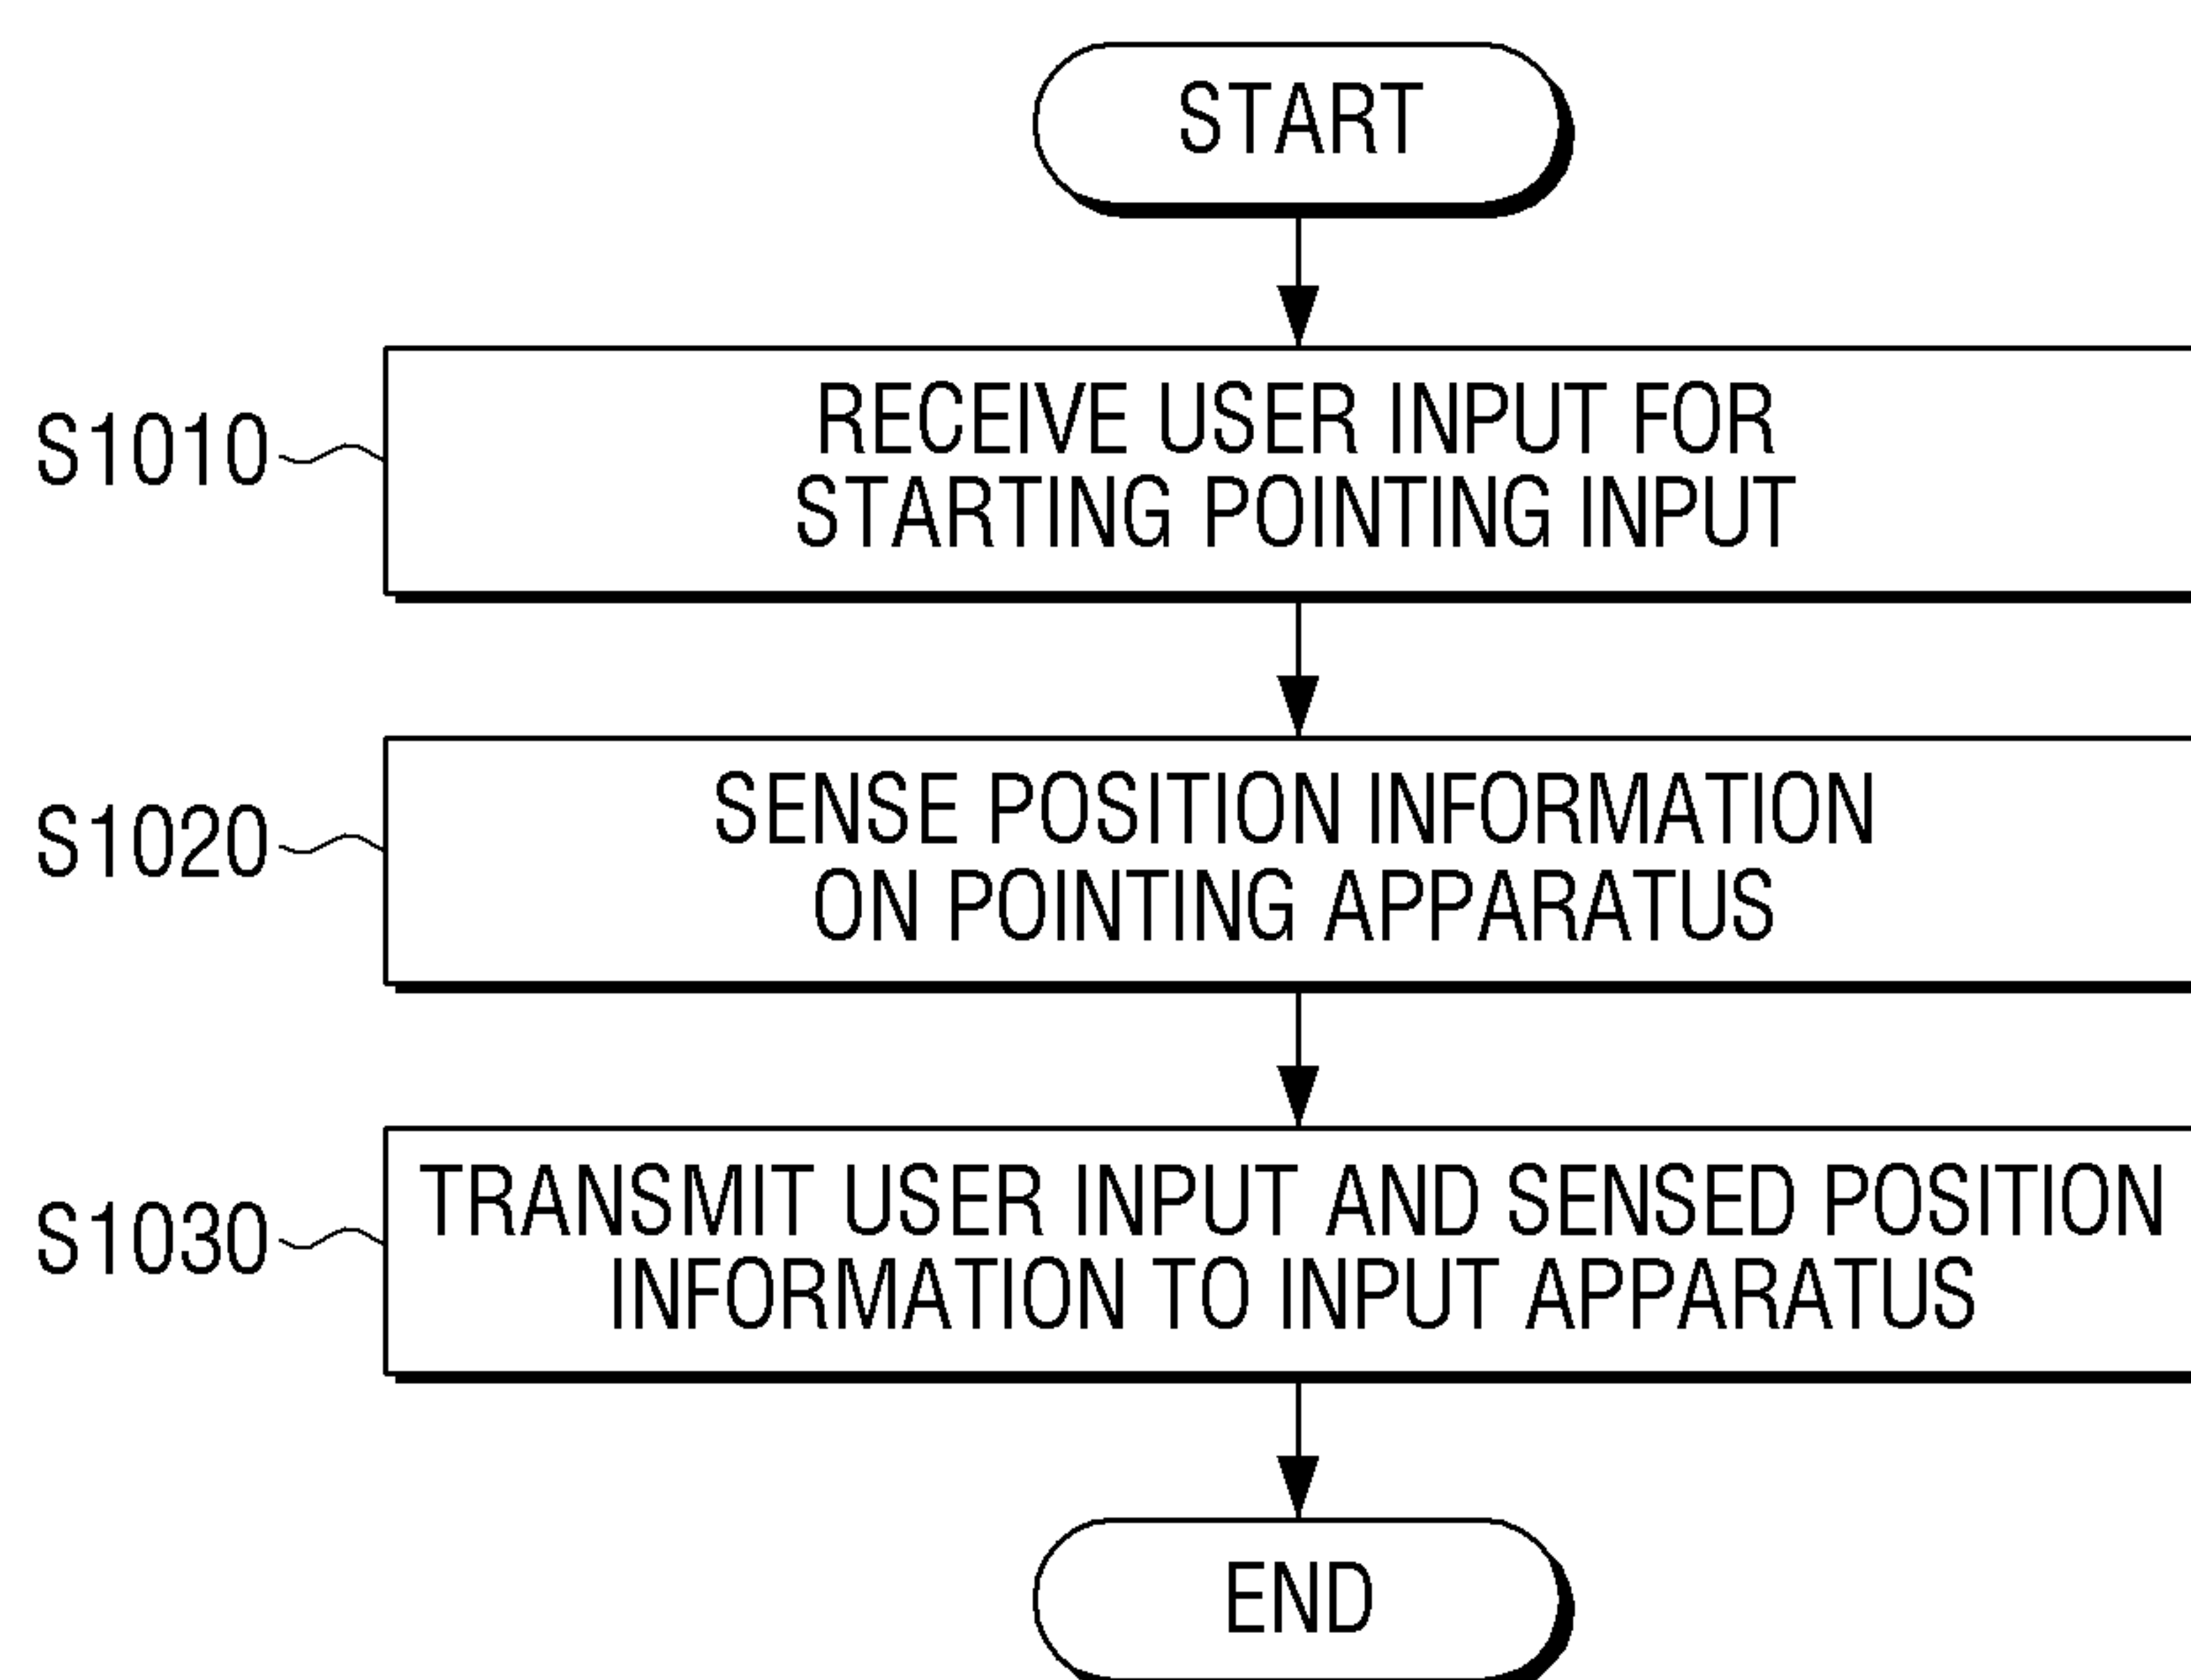 START
S1010
RECEIVE USER INPUT FOR
STARTING POINTING INPUT
S1020
SENSE POSITION INFORMATION
ON POINTING APPARATUS
S1030
TRANSMIT USER INPUT AND SENSED POSITION
INFORMATION TO INPUT APPARATUS
END